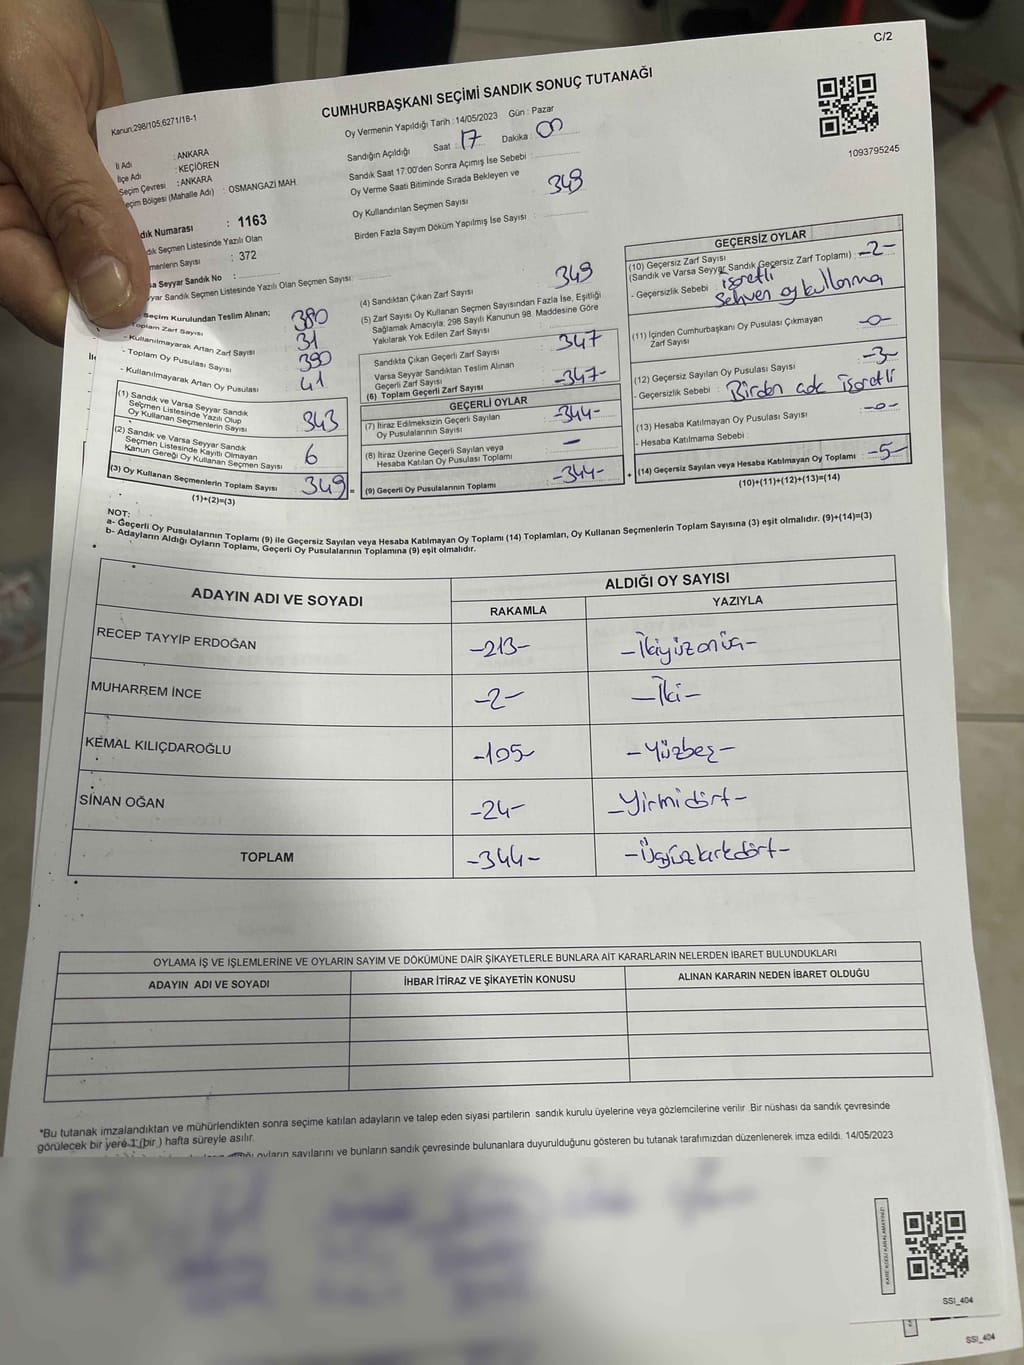 C/2
Kanun;298/105,6271/18-1
CUMHURBAŞKANI SEÇİMİ SANDIK SONUÇ TUTANAĞI
1093795245
İl Adı : ANKARA
İlçe Adı : KEÇİÖREN
Seçim Çevresi : ANKARA
eçim Bölgesi (Mahalle Adı) : OSMANGAZİ MAH.
dık Numarası : 1163
dık Seçmen Listesinde Yazılı Olan
menlerin Sayısı : 372
sa Seyyar Sandık No :
yyar Sandık Seçmen Listesinde Yazılı Olan Seçmen Sayısı:
Oy Vermenin Yapıldığı Tarih : 14/05/2023 Gün : Pazar
Sandığın Açıldığı Saat : 17 Dakika : 00
Sandık Saat 17:00'den Sonra Açımış İse Sebebi :
Oy Verme Saati Bitiminde Sırada Bekleyen ve
Oy Kullandırılan Seçmen Sayısı : 349
Birden Fazla Sayım Döküm Yapılmış İse Sayısı :
Seçim Kurulundan Teslim Alınan;
Toplam Zarf Sayısı 380
- Kullanılmayarak Artan Zarf Sayısı 31
- Toplam Oy Pusulası Sayısı 390
- Kullanılmayarak Artan Oy Pusulası 41
(1) Sandık ve Varsa Seyyar Sandık
Seçmen Listesinde Yazılı Olup
Oy Kullanan Seçmenlerin Sayısı 343
(2) Sandık ve Varsa Seyyar Sandık
Seçmen Listesinde Kayıtlı Olmayan
Kanun Gereği Oy Kullanan Seçmen Sayısı 6
(3) Oy Kullanan Seçmenlerin Toplam Sayısı 349
(1)+(2)=(3)
(4) Sandıktan Çıkan Zarf Sayısı 349
(5) Zarf Sayısı Oy Kullanan Seçmen Sayısından Fazla İse, Eşitliği
Sağlamak Amacıyla, 298 Sayılı Kanunun 98. Maddesine Göre
Yakılarak Yok Edilen Zarf Sayısı
Sandıkta Çıkan Geçerli Zarf Sayısı 347
Varsa Seyyar Sandıktan Teslim Alınan
Geçerli Zarf Sayısı
(6) Toplam Geçerli Zarf Sayısı -347-
GEÇERLİ OYLAR
(7) İtiraz Edilmeksizin Geçerli Sayılan
Oy Pusulalarının Sayısı -344-
(8) İtiraz Üzerine Geçerli Sayılan veya
Hesaba Katılan Oy Pusulası Toplamı -
= (9) Geçerli Oy Pusulalarının Toplamı -344-
GEÇERSİZ OYLAR
(10) Geçersiz Zarf Sayısı
(Sandık ve Varsa Seyyar Sandık Geçersiz Zarf Toplamı) -2-
- Geçersizlik Sebebi : işaretli
Sehven oy kullanma
(11) İçinden Cumhurbaşkanı Oy Pusulası Çıkmayan
Zarf Sayısı -0-
(12) Geçersiz Sayılan Oy Pusulası Sayısı -3-
- Geçersizlik Sebebi : Birden çok işaretli
(13) Hesaba Katılmayan Oy Pusulası Sayısı -0-
- Hesaba Katılmama Sebebi :
+ (14) Geçersiz Sayılan veya Hesaba Katılmayan Oy Toplamı -5-
(10)+(11)+(12)+(13)=(14)
NOT:
a- Geçerli Oy Pusulalarının Toplamı (9) ile Geçersiz Sayılan veya Hesaba Katılmayan Oy Toplamı (14) Toplamları, Oy Kullanan Seçmenlerin Toplam Sayısına (3) eşit olmalıdır. (9)+(14)=(3)
b- Adayların Aldığı Oyların Toplamı, Geçerli Oy Pusulalarının Toplamına (9) eşit olmalıdır.
ADAYIN ADI VE SOYADI ALDIĞI OY SAYISI
RAKAMLA YAZIYLA
RECEP TAYYİP ERDOĞAN -213- -İkiyüzonüç-
MUHARREM İNCE -2- -İki-
KEMAL KILIÇDAROĞLU -105- -Yüzbeş-
SİNAN OĞAN -24- -Yirmidört-
TOPLAM -344- -Üçyüzkırkdört-
OYLAMA İŞ VE İŞLEMLERİNE VE OYLARIN SAYIM VE DÖKÜMÜNE DAİR ŞİKAYETLERLE BUNLARA AİT KARARLARIN NELERDEN İBARET BULUNDUKLARI
ADAYIN ADI VE SOYADI İHBAR İTİRAZ VE ŞİKAYETİN KONUSU ALINAN KARARIN NEDEN İBARET OLDUĞU
*Bu tutanak imzalandıktan ve mühürlendikten sonra seçime katılan adayların ve talep eden siyasi partilerin sandık kurulu üyelerine veya gözlemcilerine verilir .Bir nüshası da sandık çevresinde
görülecek bir yere 1 (bir ) hafta süreyle asılır.
oyların sayılarını ve bunların sandık çevresinde bulunanlara duyurulduğunu gösteren bu tutanak tarafımızdan düzenlenerek imza edildi. 14/05/2023
KARE KODU KARALAMAYINIZ!
SSI_404
SSI_404